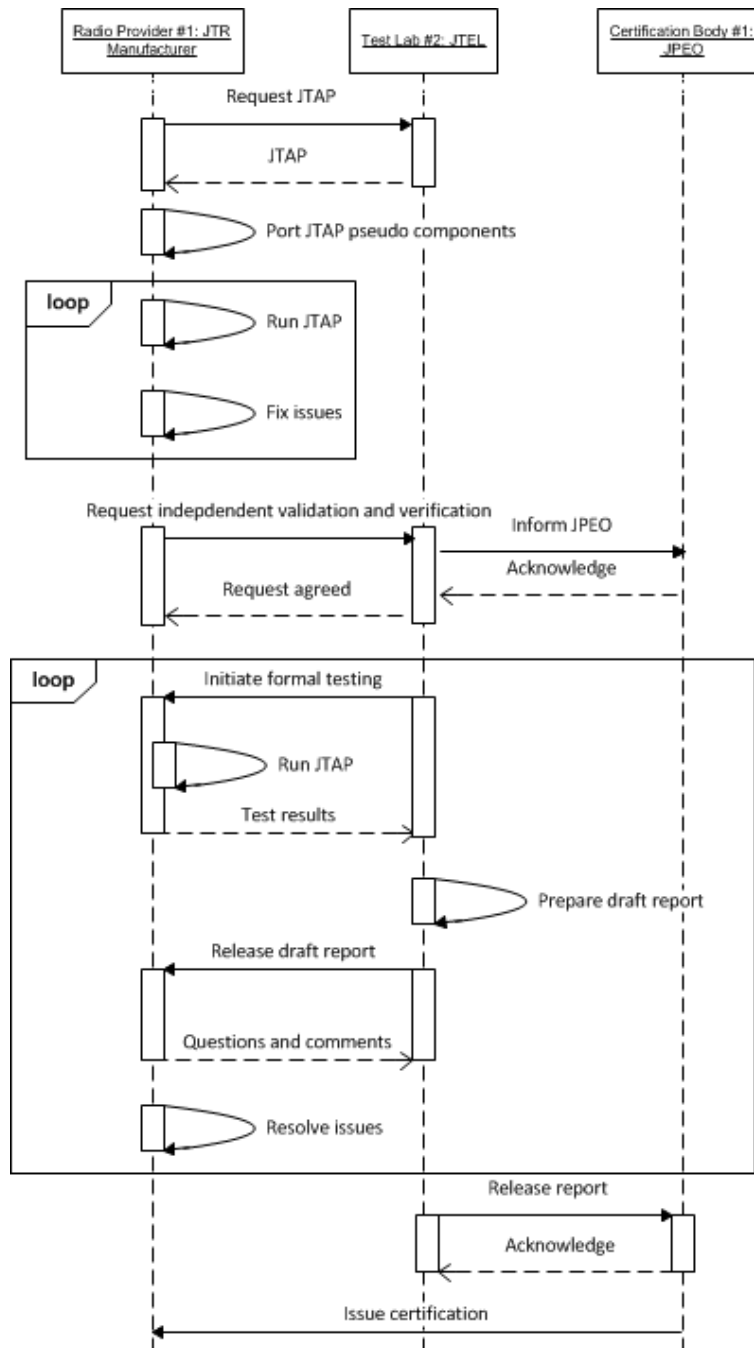 Radio Provider #1: JTR
Manufacturer
Test Lab #2: JTEL
Certification Body #1:
JPEO
Request JTAP
JTAP
Port JTAP pseudo components
loop
Run JTAP
Fix issues
Request indepdendent validation and verification
Inform JPEO
Acknowledge
Request agreed
loop
Initiate formal testing
Run JTAP
Test results
Prepare draft report
Release draft report
Questions and comments
Resolve issues
Release report
Acknowledge
Issue certification